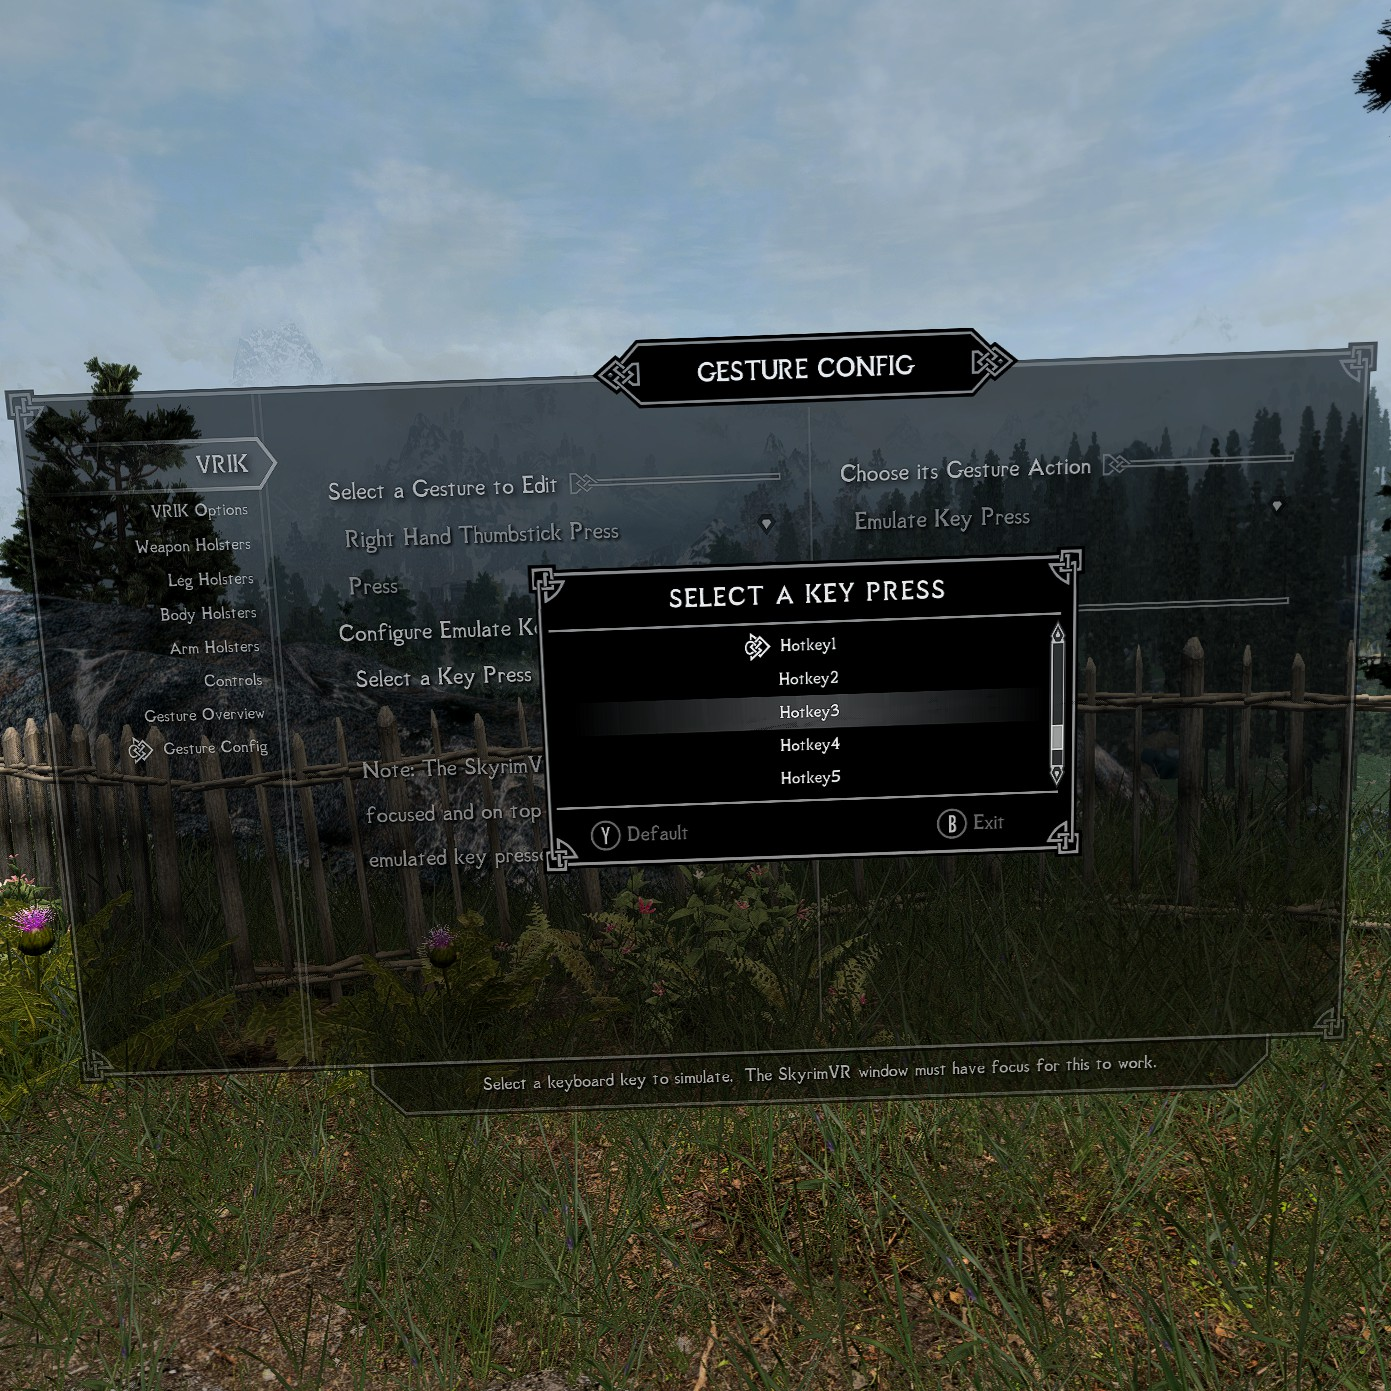 GESTURE CONFIG
VRIK
VRIK Options
Weapon Holsters
Leg Holsters
Body Holsters
Arm Holsters
Controls
Gesture Overview
Gesture Config
Select a Gesture to Edit
Right Hand Thumbstick Press
Press
Configure Emulate
Select a Key Press
Note: The SkyrimV
focused and on top
emulated key
Choose its Gesture Action
Emulate Key Press
SELECT A KEY PRESS
Hotkey1
Hotkey2
Hotkey3
Hotkey4
Hotkey5
Y Default
B Exit
Select a keyboard key to simulate. The SkyrimVR window must have focus for this to work.